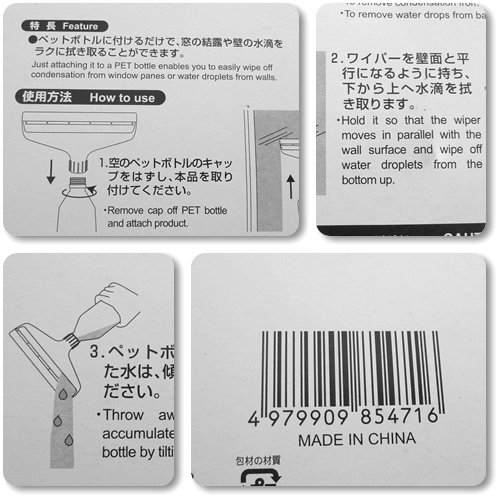 特 長 Feature
●ペットボトルに付けるだけで、窓の結露や壁の水滴を
ラクに拭き取ることができます。
Just attaching it to a PET bottle enables you to easily wipe off
condensation from window panes or water droplets from walls.
使用方法 How to use
1.空のペットボトルのキャッ
プをはずし、本品を取り
付けてください。
・Remove cap off PET bottle
and attach product.
To remove condensation from
・To remove water drops from ba
2.ワイパーを壁面と平
行になるように持ち、
下から上へ水滴を拭
き取ります。
・Hold it so that the wiper
moves in parallel with the
wall surface and wipe off
water droplets from the
bottom up.
CAUT
3.ペットボ
た水は、傾
ださい。
・Throw aw
accumulate
bottle by tilti
4 979909 854716
MADE IN CHINA
包材の材質